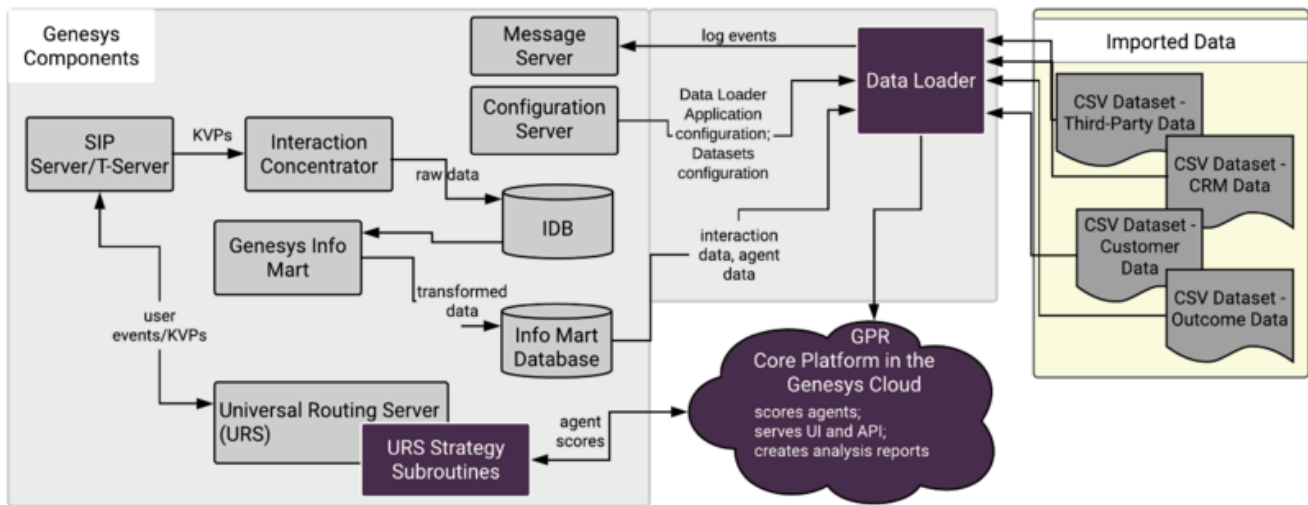 Genesys
Components
Message
Server
log events
Data Loader
Imported Data
Configuration
Server
Data Loader
Application
configuration;
Datasets
configuration
CSV Dataset -
Third-Party Data
SIP
Server/T-Server
KVPs
Interaction
Concentrator
raw data
CSV Dataset -
CRM Data
IDB
Genesys Info
Mart
interaction
data, agent
data
CSV Dataset -
Customer
Data
transformed
data
CSV Dataset -
Outcome Data
user
events/KVPs
Info Mart
Database
GPR
Core Platform in the
Genesys Cloud
scores agents;
serves UI and API;
creates analysis reports
Universal Routing Server
(URS)
agent
scores
URS Strategy
Subroutines